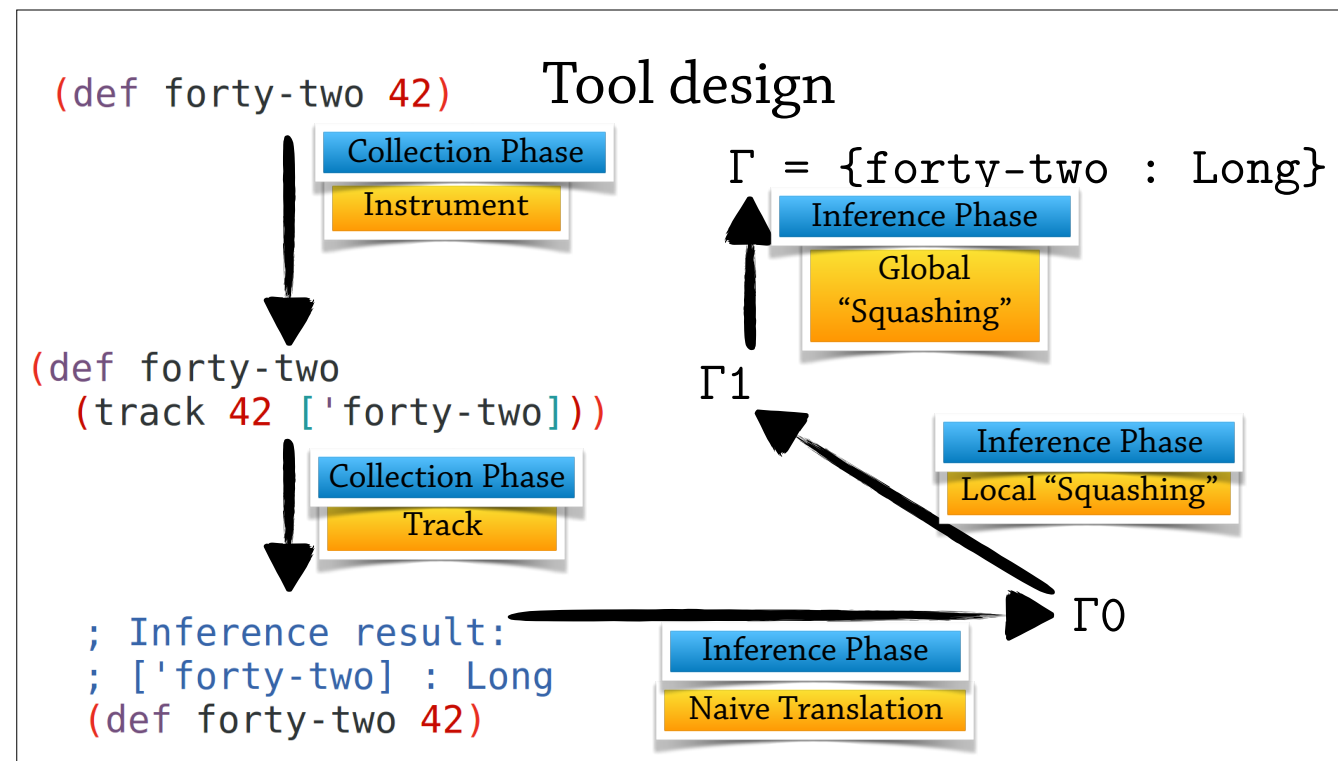 Tool design
(def forty-two 42)
Collection Phase
Instrument
(def forty-two
(track 42 ['forty-two]))
Collection Phase
Track
; Inference result:
; ['forty-two] : Long
(def forty-two 42)
Inference Phase
Naive Translation
Γ0
Inference Phase
Local “Squashing”
Γ1
Inference Phase
Global
“Squashing”
Γ = {forty-two : Long}